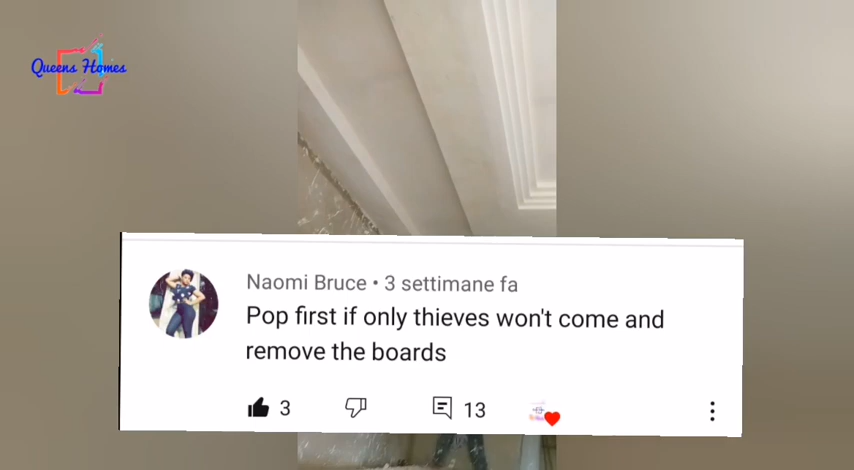 Queens Homes
Naomi Bruce • 3 settimane fa
Pop first if only thieves won't come and
remove the boards
3
13